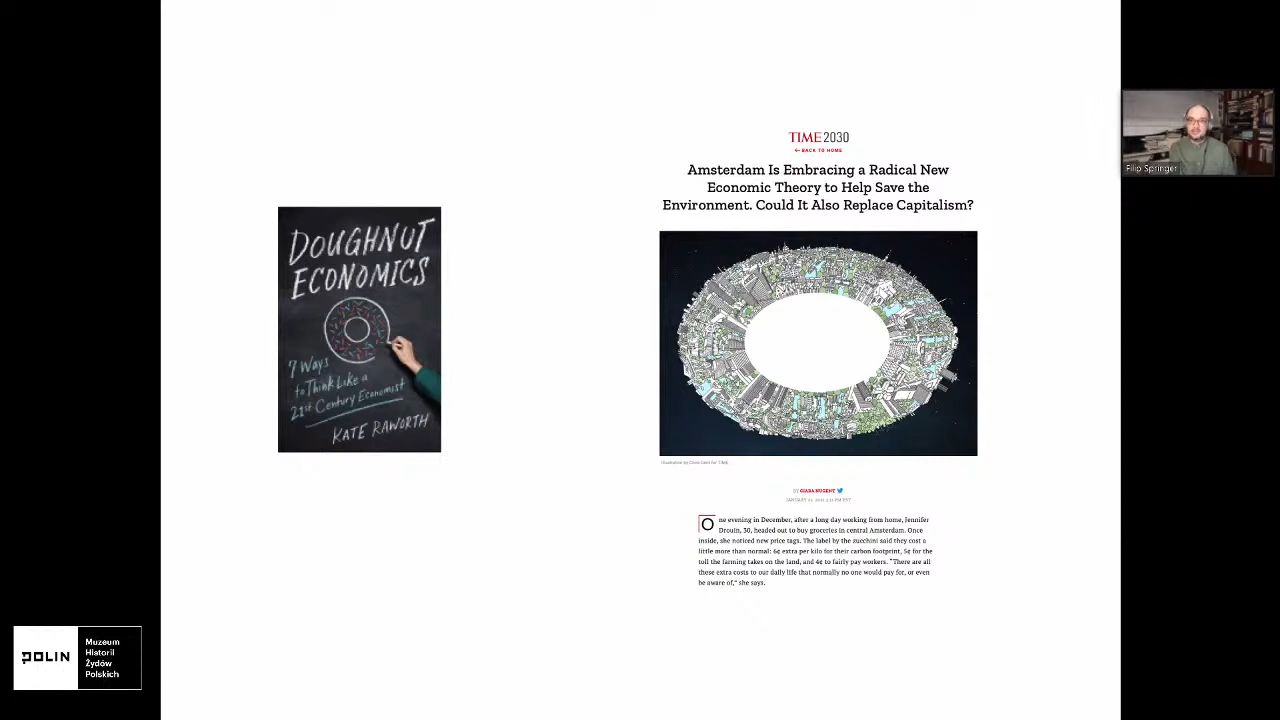 DOUGHNUT
ECONOMICS
7 Ways
to Think Like a
21st Century Economist
KATE RAWORTH
TIME 2030
BACK TO HOME
Amsterdam Is Embracing a Radical New
Economic Theory to Help Save the
Environment. Could It Also Replace Capitalism?
BY CIARA NUGENT
One evening in December, after a long day working from home, Jennifer
Drouin, 30, headed out to buy groceries in central Amsterdam. Once
inside, she noticed new price tags. The label by the zucchini said they cost a
little more than normal: 6¢ extra per kilo for their carbon footprint, 5¢ for the
toll the farming takes on the land, and 4¢ to fairly pay workers. “There are all
these extra costs to our daily life that normally no one would pay for, or even
be aware of,” she says.
Filip Springer
POLIN
Muzeum
Historii
Żydów
Polskich